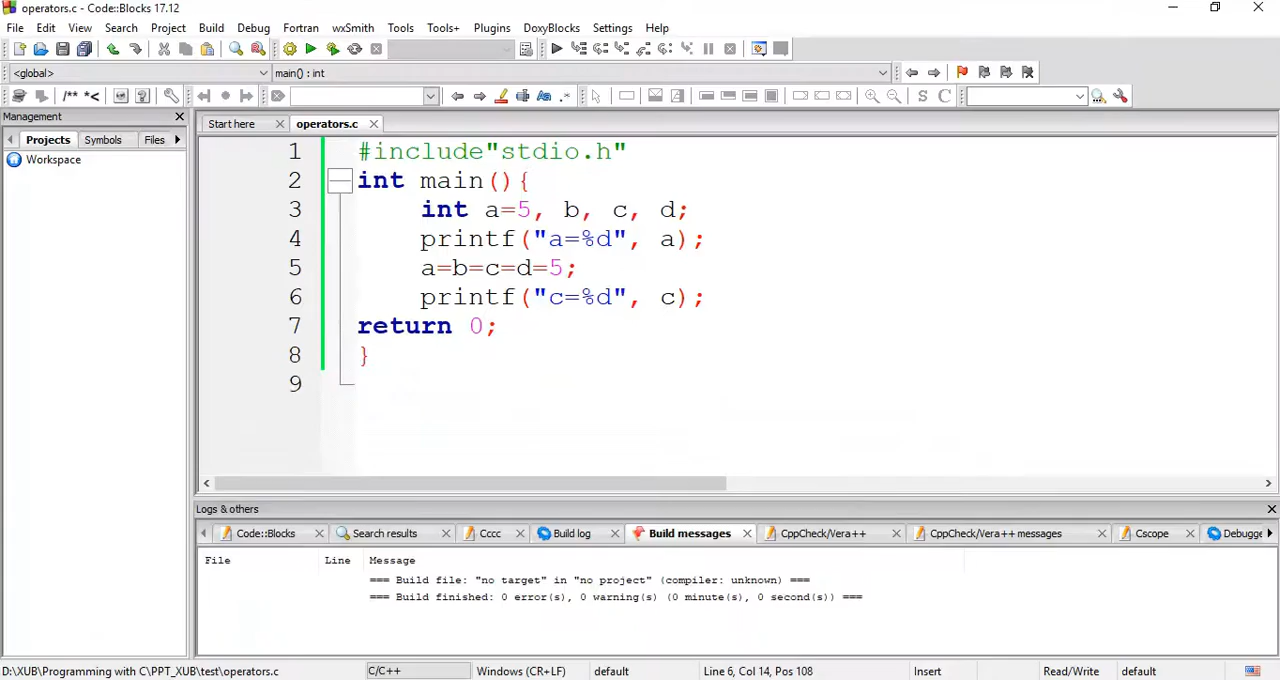 operators.c - Code::Blocks 17.12
File Edit View Search Project Build Debug Fortran wxSmith Tools Tools+ Plugins DoxyBlocks Settings Help
<global> main() : int
/** *< Aa .* S C
Management
Start here operators.c
Projects Symbols Files
Workspace
1 #include"stdio.h"
2 int main(){
3 int a=5, b, c, d;
4 printf("a=%d", a);
5 a=b=c=d=5;
6 printf("c=%d", c);
7 return 0;
8 }
9
Logs & others
Code::Blocks Search results Cccc Build log Build messages CppCheck/Vera++ CppCheck/Vera++ messages Cscope Debugge
File Line Message
=== Build file: "no target" in "no project" (compiler: unknown) ===
=== Build finished: 0 error(s), 0 warning(s) (0 minute(s), 0 second(s)) ===
D:\XUB\Programming with C\PPT_XUB\test\operators.c C/C++ Windows (CR+LF) default Line 6, Col 14, Pos 108 Insert Read/Write default